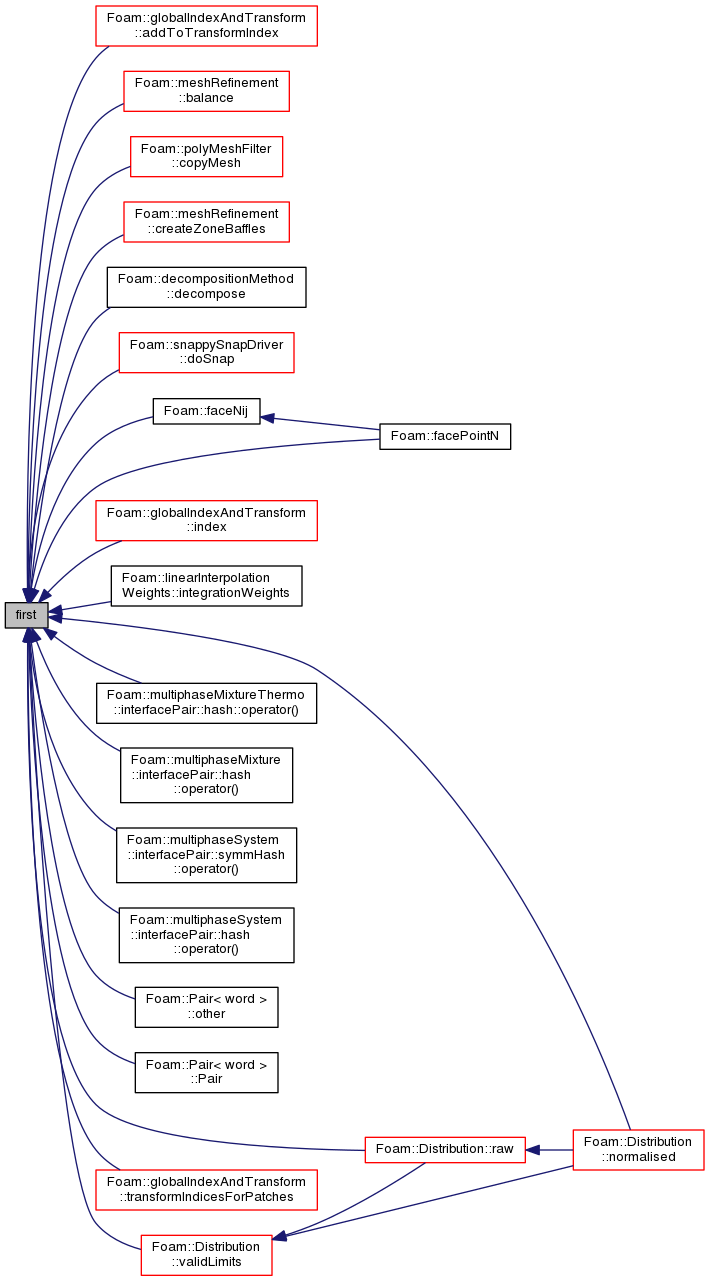 Foam::globalIndexAndTransform
::addToTransformIndex
Foam::meshRefinement
::balance
Foam::polyMeshFilter
::copyMesh
Foam::meshRefinement
::createZoneBaffles
Foam::decompositionMethod
::decompose
Foam::snappySnapDriver
::doSnap
Foam::faceNij
Foam::facePointN
Foam::globalIndexAndTransform
::index
Foam::linearInterpolation
Weights::integrationWeights
first
Foam::multiphaseMixtureThermo
::interfacePair::hash::operator()
Foam::multiphaseMixture
::interfacePair::hash
::operator()
Foam::multiphaseSystem
::interfacePair::symmHash
::operator()
Foam::multiphaseSystem
::interfacePair::hash
::operator()
Foam::Pair< word >
::other
Foam::Pair< word >
::Pair
Foam::Distribution::raw
Foam::Distribution
::normalised
Foam::globalIndexAndTransform
::transformIndicesForPatches
Foam::Distribution
::validLimits